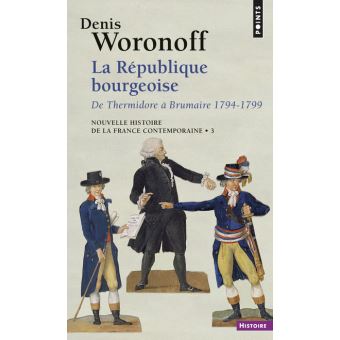 Denis
Woronoff
POINTS
La République
bourgeoise
De Thermidore à Brumaire 1794-1799
NOUVELLE HISTOIRE
DE LA FRANCE CONTEMPORAINE • 3
HISTOIRE